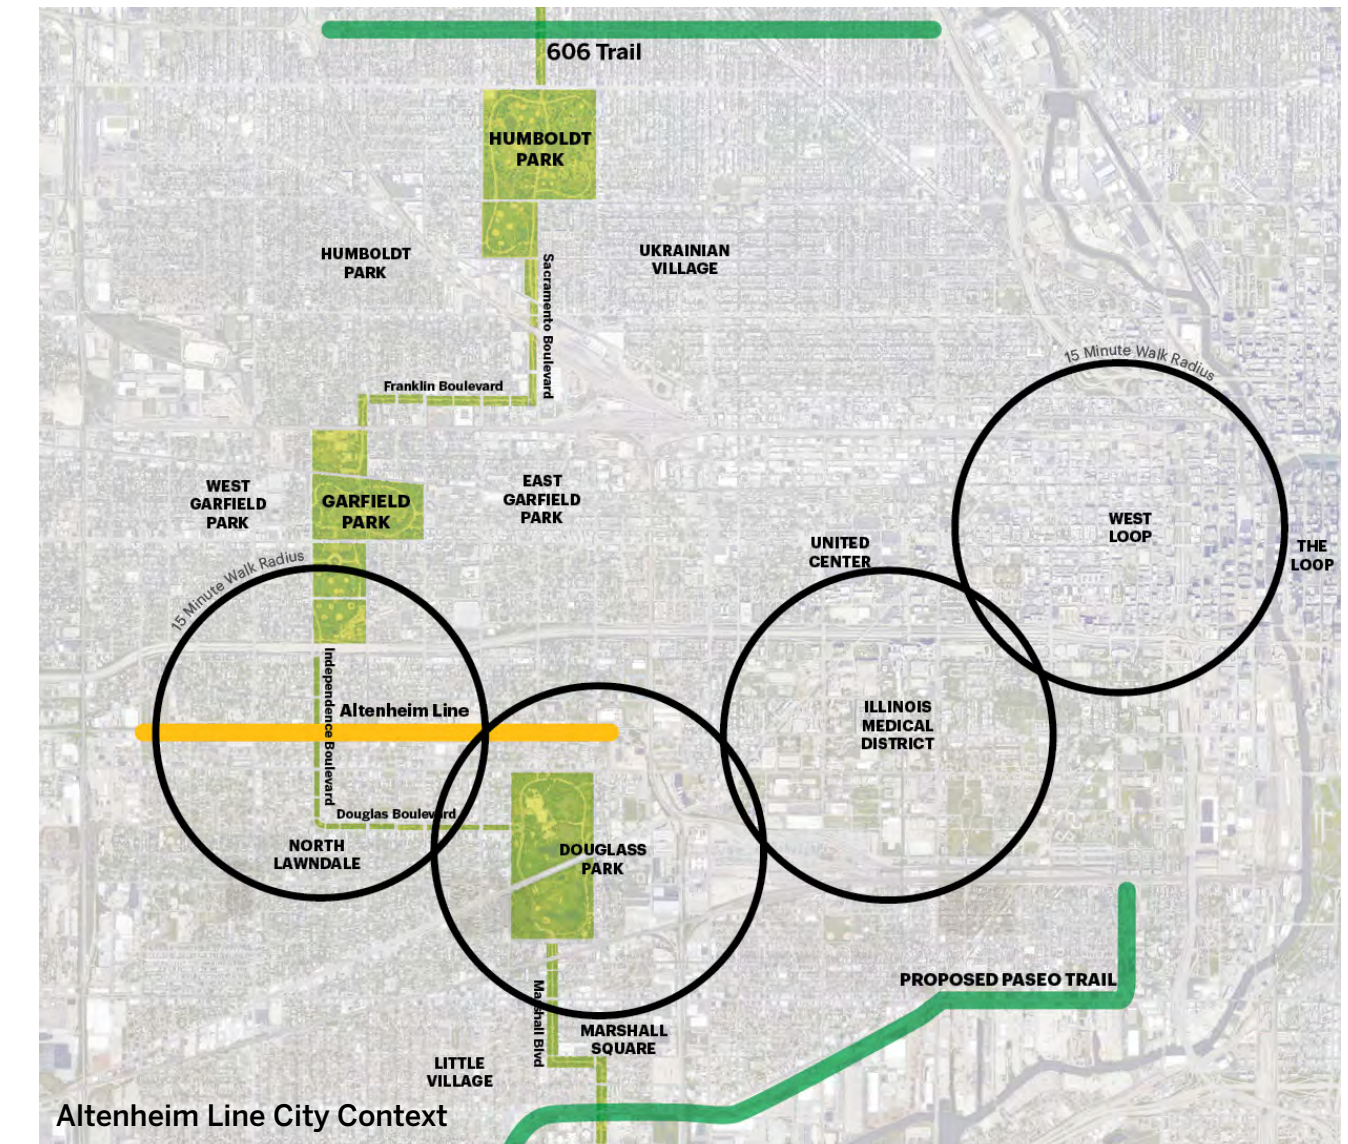 606 Trail
HUMBOLDT
PARK
HUMBOLDT
PARK
UKRAINIAN
VILLAGE
Sacramento Boulevard
Franklin Boulevard
15 Minute Walk Radius
WEST
GARFIELD
PARK
GARFIELD
PARK
EAST
GARFIELD
PARK
WEST
LOOP
THE
LOOP
UNITED
CENTER
15 Minute Walk Radius
Independence Boulevard
Altenheim Line
ILLINOIS
MEDICAL
DISTRICT
Douglas Boulevard
NORTH
LAWNDALE
DOUGLASS
PARK
PROPOSED PASEO TRAIL
Marshall Blvd
MARSHALL
SQUARE
LITTLE
VILLAGE
Altenheim Line City Context